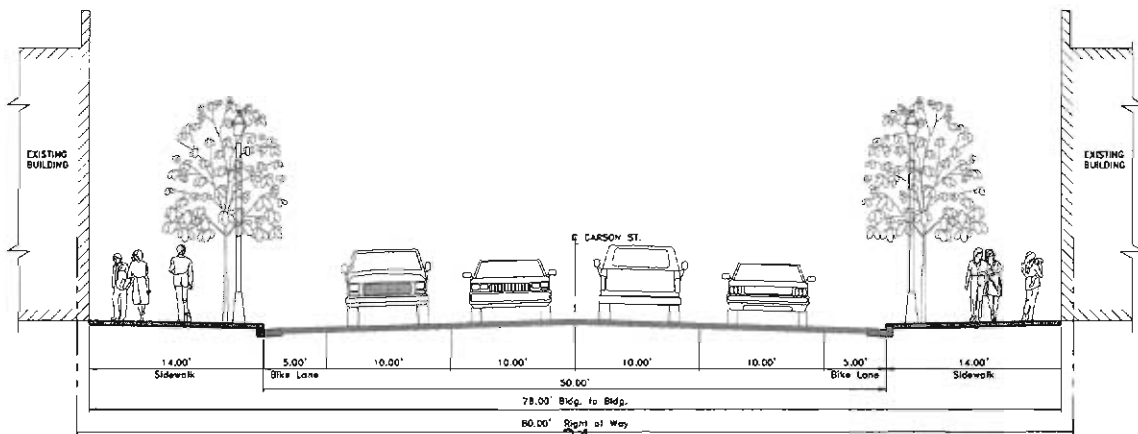 EXISTING
BUILDING
EXISTING
BUILDING
CARSON ST.
14.00'
5.00'
10.00'
10.00'
10.00'
10.00'
5.00'
14.00'
Sidewalk
Bike Lane
Bike Lane
Sidewalk
50.00'
78.00' Bldg. to Bldg.
80.00' Right of Way